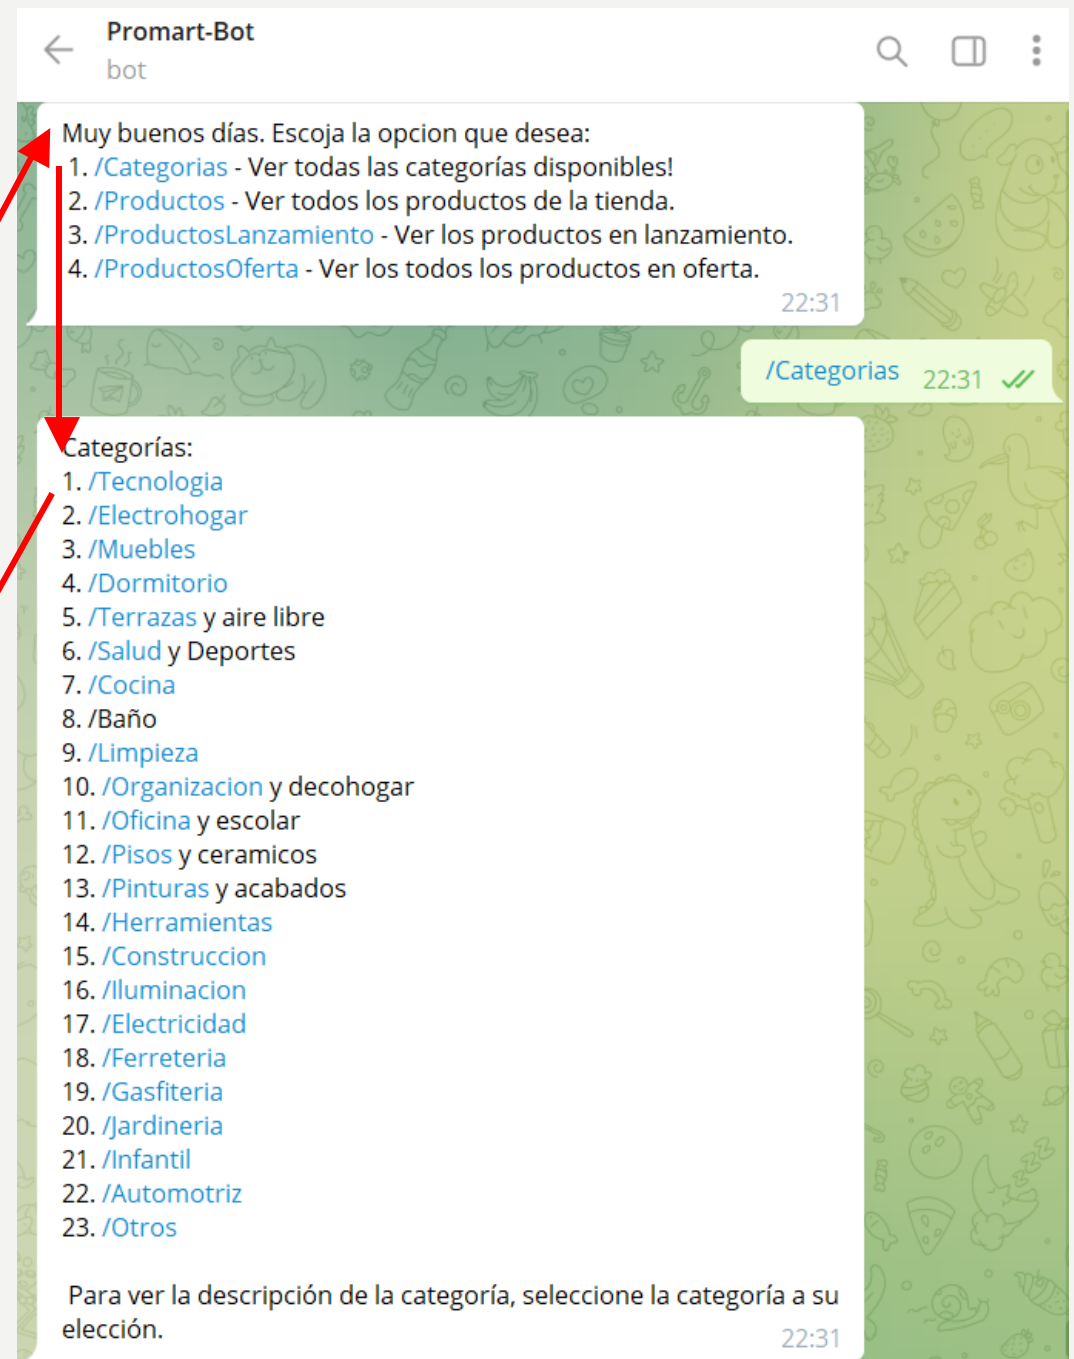 Promart-Bot
bot
Muy buenos días. Escoja la opcion que desea:
1. /Categorias - Ver todas las categorías disponibles!
2. /Productos - Ver todos los productos de la tienda.
3. /ProductosLanzamiento - Ver los productos en lanzamiento.
4. /ProductosOferta - Ver los todos los productos en oferta.
22:31
/Categorias 22:31
Categorías:
1. /Tecnologia
2. /Electrohogar
3. /Muebles
4. /Dormitorio
5. /Terrazas y aire libre
6. /Salud y Deportes
7. /Cocina
8. /Baño
9. /Limpieza
10. /Organizacion y decohogar
11. /Oficina y escolar
12. /Pisos y ceramicos
13. /Pinturas y acabados
14. /Herramientas
15. /Construccion
16. /Iluminacion
17. /Electricidad
18. /Ferreteria
19. /Gasfiteria
20. /Jardineria
21. /Infantil
22. /Automotriz
23. /Otros
Para ver la descripción de la categoría, seleccione la categoría a su
elección.
22:31